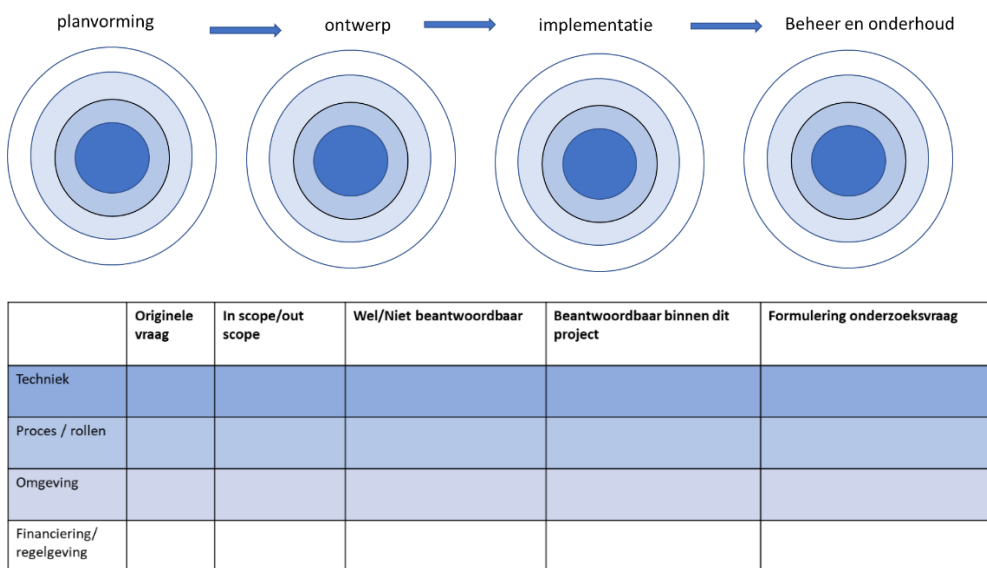 planvorming
ontwerp
implementatie
Beheer en onderhoud
Originele
vraag
In scope/out
scope
Wel/Niet beantwoordbaar
Beantwoordbaar binnen dit
project
Formulering onderzoeksvraag
Techniek
Proces / rollen
Omgeving
Financiering/
regelgeving